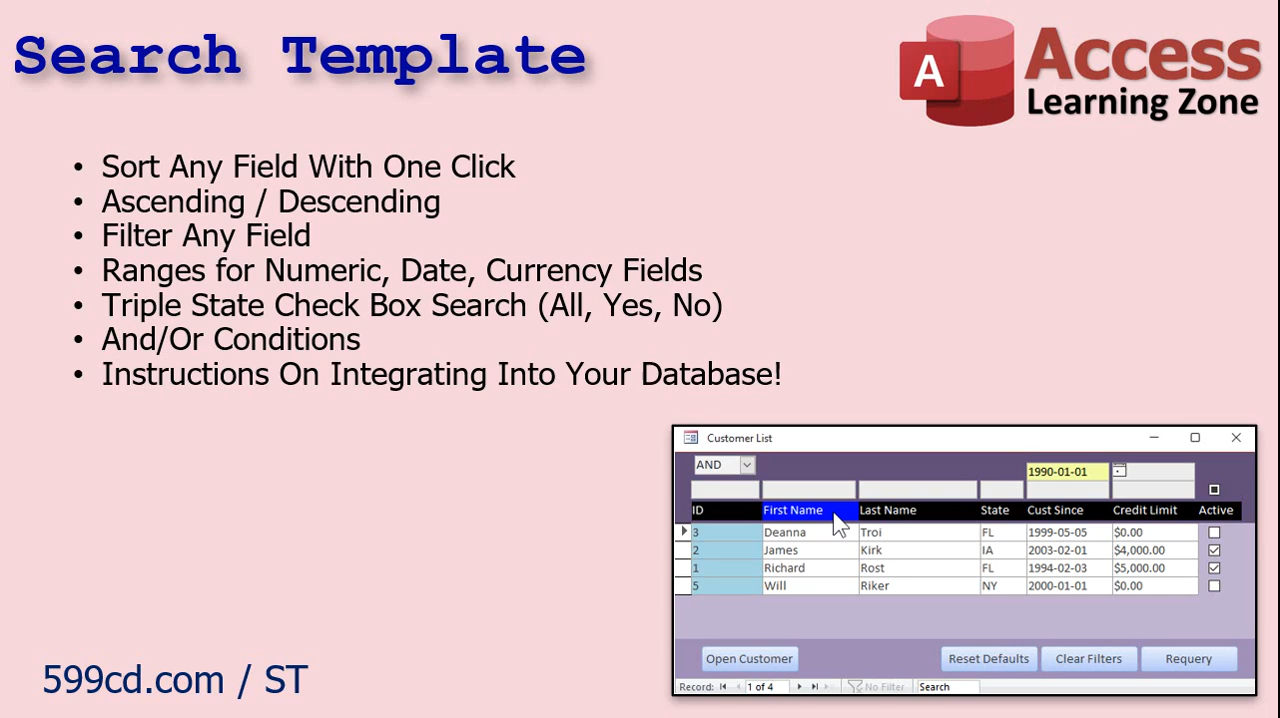 Search Template
A
Access
Learning Zone
• Sort Any Field With One Click
• Ascending / Descending
• Filter Any Field
• Ranges for Numeric, Date, Currency Fields
• Triple State Check Box Search (All, Yes, No)
• And/Or Conditions
• Instructions On Integrating Into Your Database!
Customer List
AND
1990-01-01
ID First Name Last Name State Cust Since Credit Limit Active
3 Deanna Troi FL 1999-05-05 $0.00
2 James Kirk IA 2003-02-01 $4,000.00
1 Richard Rost FL 1994-02-03 $5,000.00
5 Will Riker NY 2000-01-01 $0.00
Open Customer Reset Defaults Clear Filters Requery
Record: 1 of 4 No Filter Search
599cd.com / ST